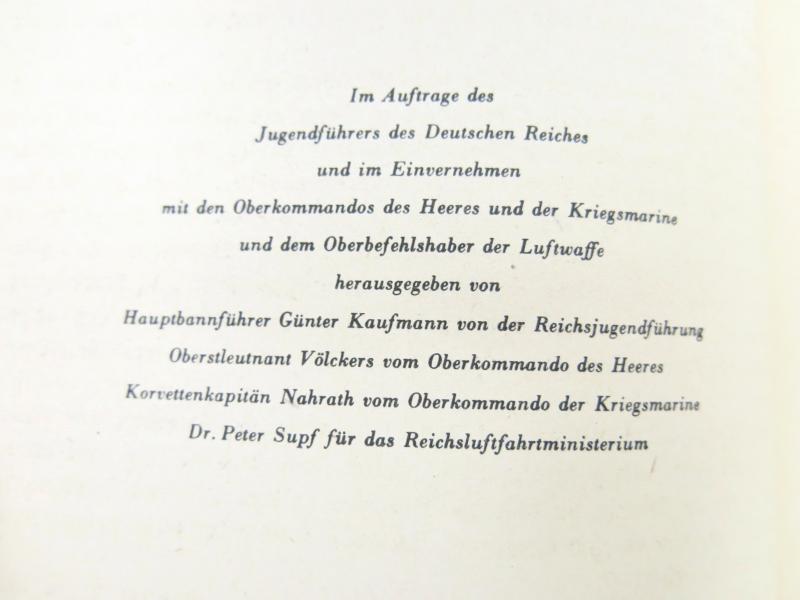 Im Auftrage des
Jugendführers des Deutschen Reiches
und im Einvernehmen
mit den Oberkommandos des Heeres und der Kriegsmarine
und dem Oberbefehlshaber der Luftwaffe
herausgegeben von
Hauptbannführer Günter Kaufmann von der Reichsjugendführung
Oberstleutnant Völckers vom Oberkommando des Heeres
Korvettenkapitän Nahrath vom Oberkommando der Kriegsmarine
Dr. Peter Supf für das Reichsluftfahrtministerium